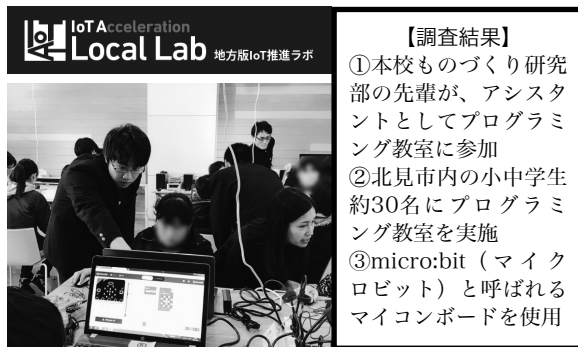 IoT Acceleration
Local Lab 地方版IoT推進ラボ
【調査結果】
①本校ものづくり研究
部の先輩が、アシスタ
ントとしてプログラミ
ング教室に参加
②北見市内の小中学生
約30名にプログラミ
ング教室を実施
③micro:bit（マイク
ロビット）と呼ばれる
マイコンボードを使用